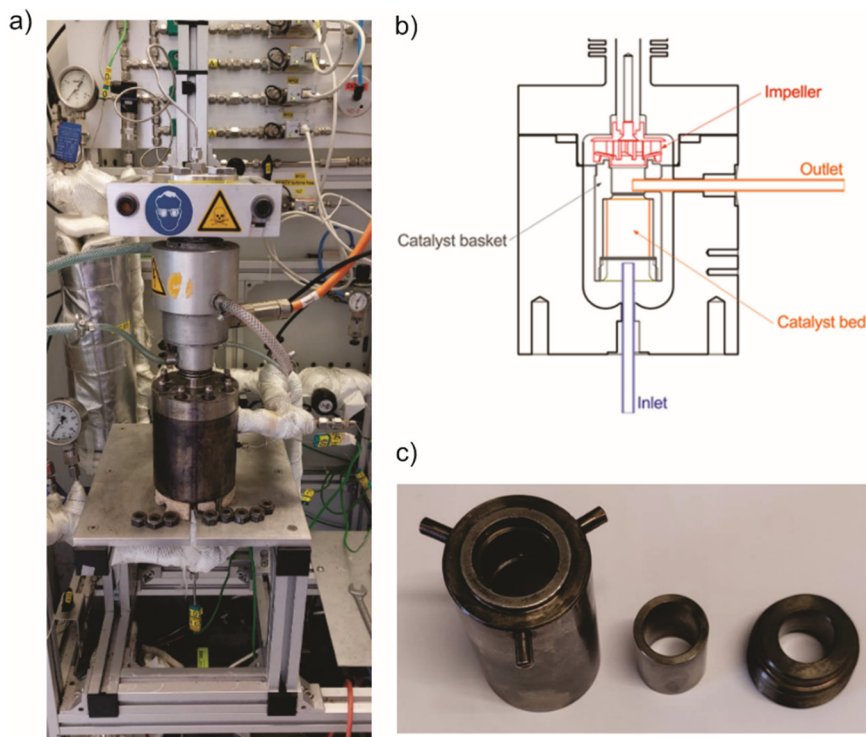 a)
b)
Impeller
Outlet
Catalyst basket
Catalyst bed
Inlet
c)